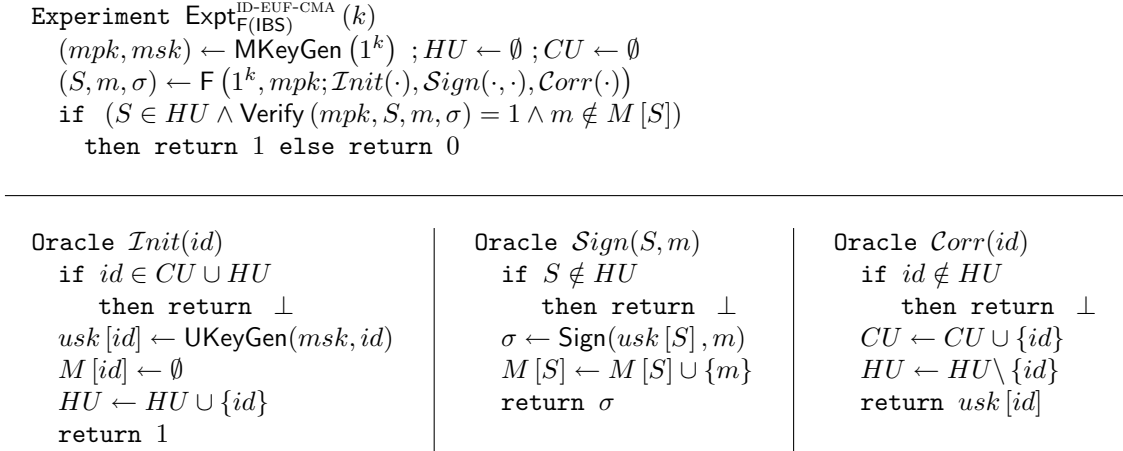 Experiment Expt^{ID-EUF-CMA}_{F(IBS)} (k)
(mpk, msk) ← MKeyGen (1^k) ; HU ← ∅ ; CU ← ∅
(S, m, σ) ← F (1^k, mpk; Init(·), Sign(·, ·), Corr(·))
if (S ∈ HU ∧ Verify (mpk, S, m, σ) = 1 ∧ m ∉ M [S])
then return 1 else return 0
Oracle Init(id)
if id ∈ CU ∪ HU
then return ⊥
usk [id] ← UKeyGen(msk, id)
M [id] ← ∅
HU ← HU ∪ {id}
return 1
Oracle Sign(S, m)
if S ∉ HU
then return ⊥
σ ← Sign(usk [S] , m)
M [S] ← M [S] ∪ {m}
return σ
Oracle Corr(id)
if id ∉ HU
then return ⊥
CU ← CU ∪ {id}
HU ← HU\ {id}
return usk [id]